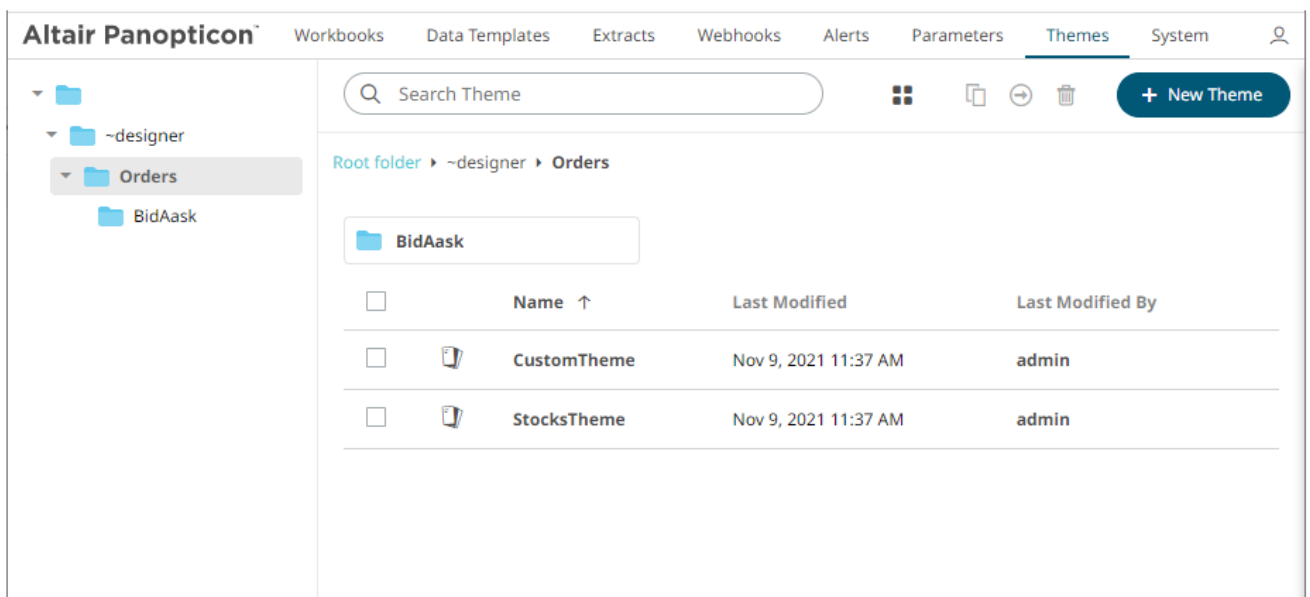 Altair Panopticon™ Workbooks Data Templates Extracts Webhooks Alerts Parameters Themes System
Search Theme
+ New Theme
~designer
Orders
BidAask
Root folder ~designer Orders
BidAask
Name ↑ Last Modified Last Modified By
CustomTheme Nov 9, 2021 11:37 AM admin
StocksTheme Nov 9, 2021 11:37 AM admin